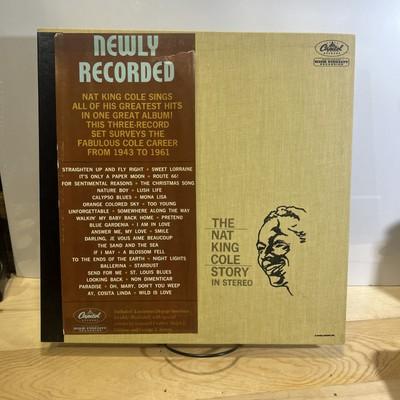 NEWLY
RECORDED
NAT KING COLE SINGS
ALL OF HIS GREATEST HITS
IN ONE GREAT ALBUM!
THIS THREE-RECORD
SET SURVEYS THE
FABULOUS COLE CAREER
FROM 1943 TO 1961
STRAIGHTEN UP AND FLY RIGHT • SWEET LORRAINE
IT'S ONLY A PAPER MOON • ROUTE 66!
FOR SENTIMENTAL REASONS • THE CHRISTMAS SONG
NATURE BOY • LUSH LIFE
CALYPSO BLUES • MONA LISA
ORANGE COLORED SKY • TOO YOUNG
UNFORGETTABLE • SOMEWHERE ALONG THE WAY
WALKIN' MY BABY BACK HOME • PRETEND
BLUE GARDENIA • I AM IN LOVE
ANSWER ME, MY LOVE • SMILE
DARLING, JE VOUS AIME BEAUCOUP
THE SAND AND THE SEA
IF I MAY • A BLOSSOM FELL
TO THE ENDS OF THE EARTH • NIGHT LIGHTS
BALLERINA • STARDUST
SEND FOR ME • ST. LOUIS BLUES
LOOKING BACK • NON DIMENTICAR
PARADISE • OH, MARY, DON'T YOU WEEP
AY, COSITA LINDA • WILD IS LOVE
Capitol
Capitol
HIGH FIDELITY
RECORDING
THE
NAT
KING
COLE
STORY
IN STEREO